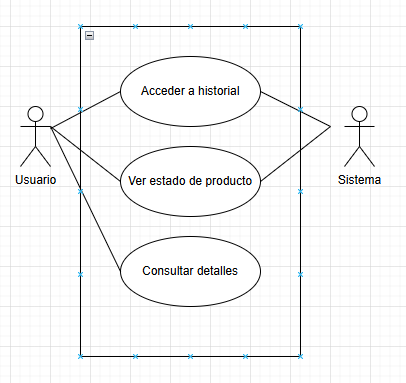 Acceder a historial
Usuario
Ver estado de producto
Sistema
Consultar detalles